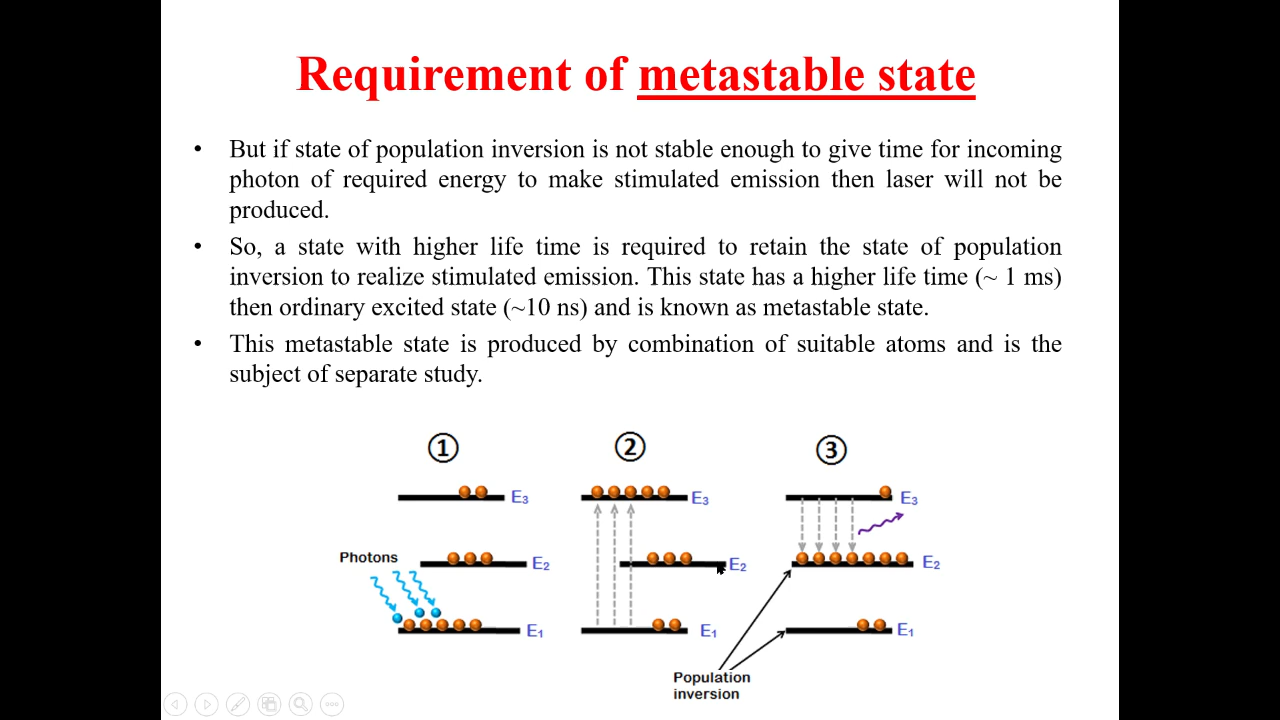 Requirement of metastable state
• But if state of population inversion is not stable enough to give time for incoming
photon of required energy to make stimulated emission then laser will not be
produced.
• So, a state with higher life time is required to retain the state of population
inversion to realize stimulated emission. This state has a higher life time (~ 1 ms)
then ordinary excited state (~10 ns) and is known as metastable state.
• This metastable state is produced by combination of suitable atoms and is the
subject of separate study.
① ② ③
E₃ E₃ E₃
Photons
E₂ E₂ E₂
E₁ E₁ E₁
Population
inversion